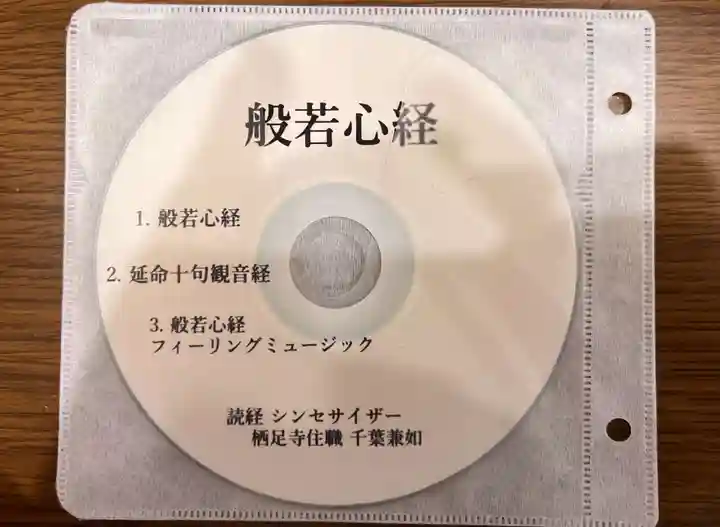 般若心経
1. 般若心経
2. 延命十句観音経
3. 般若心経
フィーリングミュージック
読経 シンセサイザー
栖足寺住職 千葉兼如